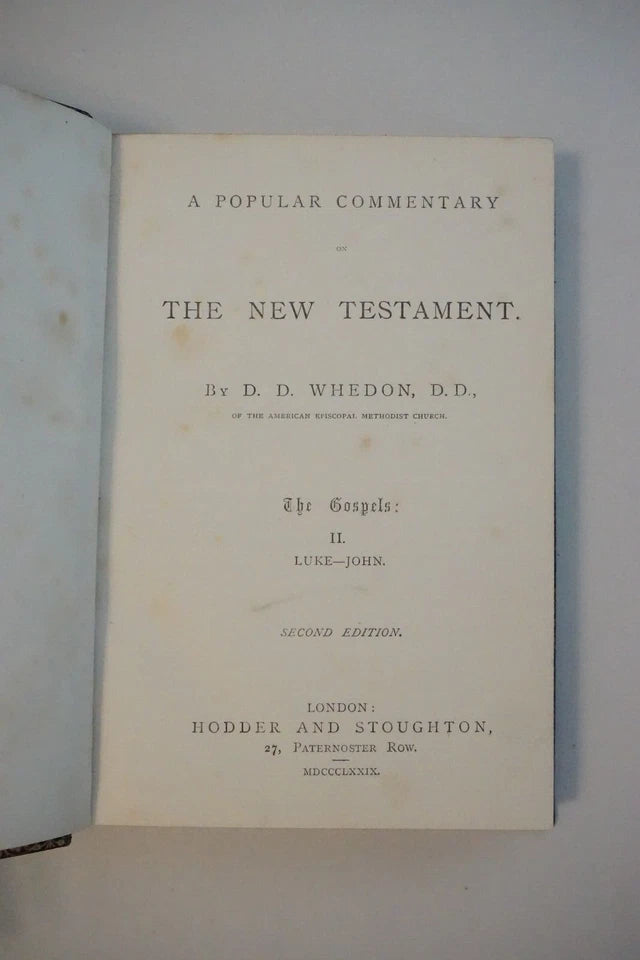 A POPULAR COMMENTARY
ON
THE NEW TESTAMENT.
BY D. D. WHEDON, D.D.,
OF THE AMERICAN EPISCOPAL METHODIST CHURCH.
The Gospels:
II.
LUKE—JOHN.
SECOND EDITION.
LONDON:
HODDER AND STOUGHTON,
27, PATERNOSTER ROW.
MDCCCLXXIX.